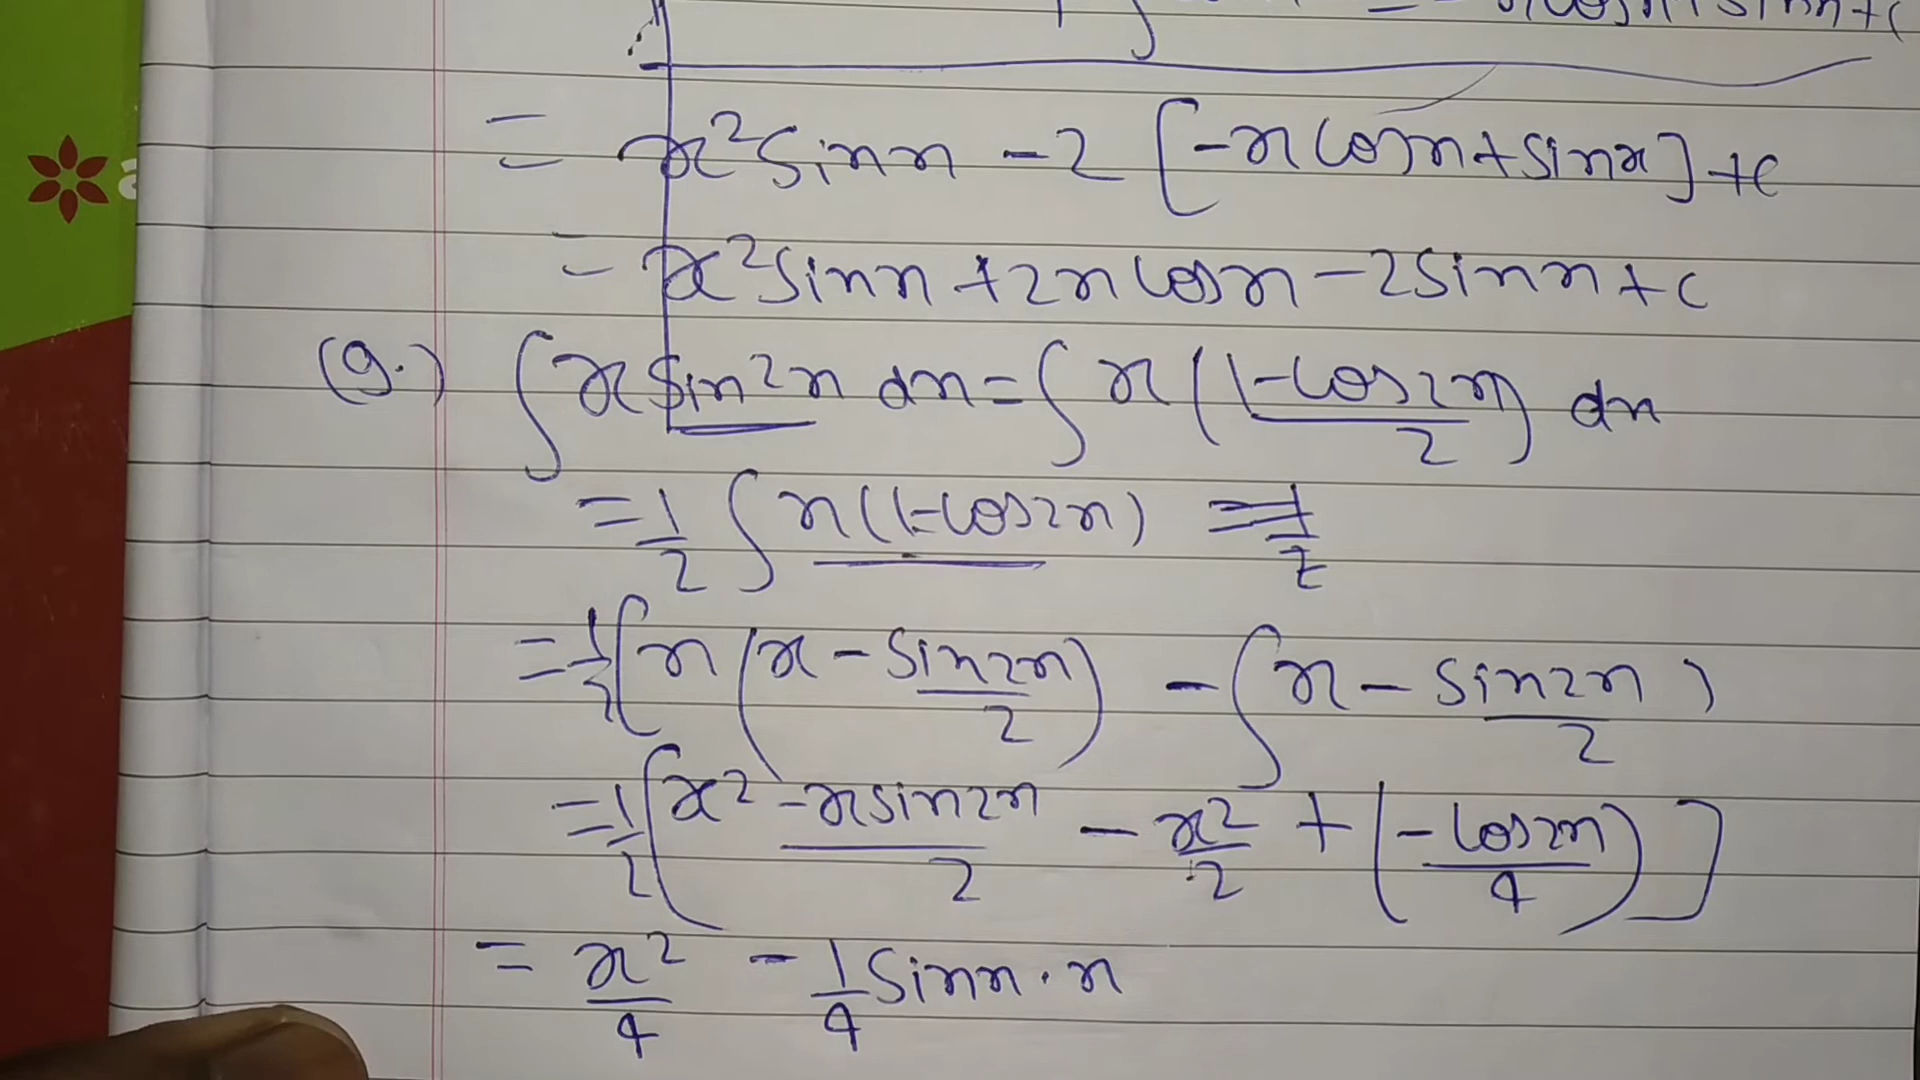 = x²sinx - 2 [-x cosx + sinx] + c
= x²sinx + 2x cosx - 2sinx + c
(9.) ∫ x sin²x dx = ∫ x (1-cos2x/2) dx
= 1/2 ∫ x(1-cos2x)
= 1/2 [x (x - sin2x/2) - ∫ x - sin2x/2 )
= 1/2 [x² - xsin2x/2 - x²/2 + (-cos2x/4)]
= x²/4 - 1/4 sinx . x